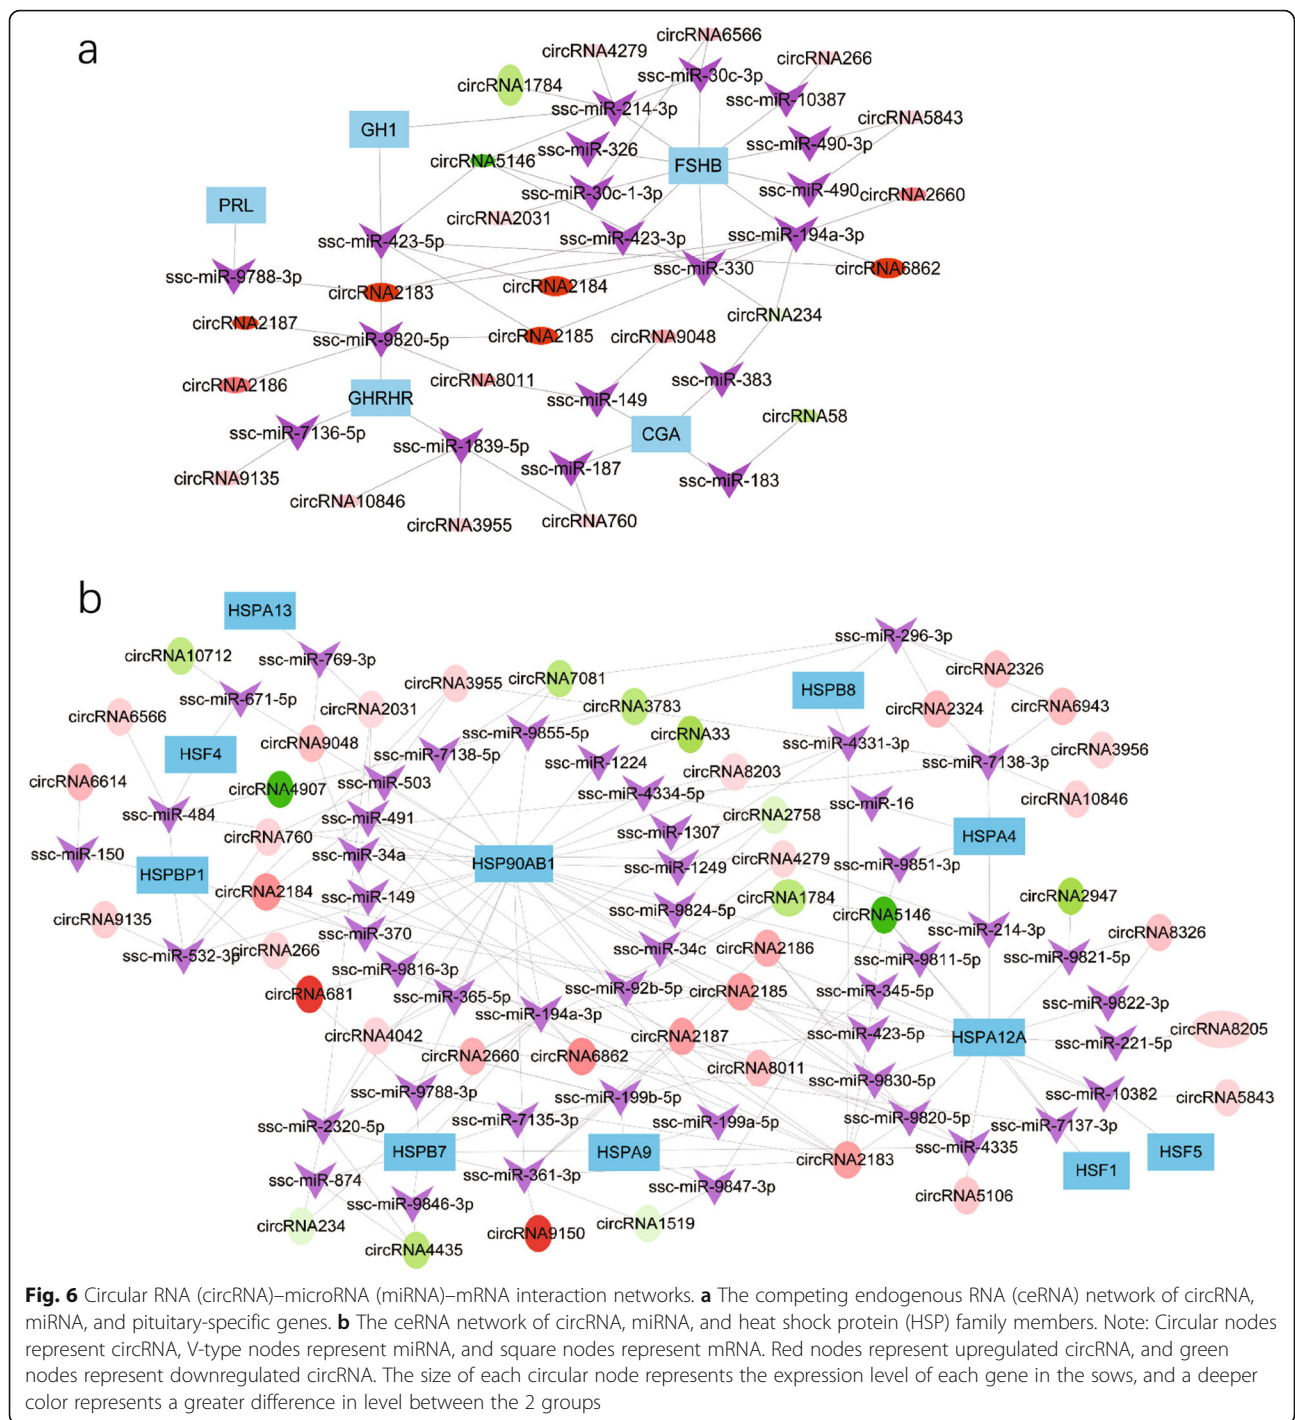 a
circRNA6566
circRNA4279
circRNA266
ssc-miR-30c-3p
circRNA1784
ssc-miR-10387
ssc-miR-214-3p
circRNA5843
GH1
ssc-miR-490-3p
ssc-miR-326
circRNA5146
FSHB
ssc-miR-30c-1-3p
ssc-miR-490
circRNA2660
PRL
circRNA2031
ssc-miR-423-5p
ssc-miR-423-3p
ssc-miR-194a-3p
ssc-miR-9788-3p
ssc-miR-330
circRNA6862
circRNA2183
circRNA2184
circRNA234
circRNA2187
ssc-miR-9820-5p
circRNA2185
circRNA9048
circRNA2186
circRNA8011
ssc-miR-383
GHRHR
ssc-miR-149
circRNA58
ssc-miR-7136-5p
ssc-miR-1839-5p
CGA
ssc-miR-187
circRNA9135
ssc-miR-183
circRNA10846
circRNA3955
circRNA760
b
HSPA13
ssc-miR-296-3p
circRNA10712
ssc-miR-769-3p
circRNA2326
circRNA7081
circRNA3955
HSPB8
ssc-miR-671-5p
circRNA2031
circRNA3783
circRNA2324
circRNA6943
circRNA6566
circRNA33
ssc-miR-9855-5p
circRNA9048
ssc-miR-4331-3p
HSF4
ssc-miR-7138-5p
circRNA3956
ssc-miR-1224
ssc-miR-7138-3p
circRNA8203
circRNA6614
circRNA4907
ssc-miR-503
ssc-miR-4334-5p
circRNA10846
ssc-miR-16
ssc-miR-484
ssc-miR-491
circRNA2758
ssc-miR-1307
circRNA760
HSPA4
ssc-miR-150
ssc-miR-34a
circRNA4279
HSP90AB1
ssc-miR-1249
ssc-miR-9851-3p
HSPBP1
circRNA2184
ssc-miR-149
circRNA1784
circRNA2947
ssc-miR-9824-5p
circRNA5146
circRNA9135
ssc-miR-370
ssc-miR-214-3p
circRNA8326
ssc-miR-34c
circRNA2186
ssc-miR-532-3p
circRNA266
ssc-miR-9811-5p
ssc-miR-9821-5p
ssc-miR-9816-3p
circRNA681
ssc-miR-365-5p
ssc-miR-92b-5p
circRNA2185
ssc-miR-345-5p
ssc-miR-9822-3p
ssc-miR-194a-3p
circRNA4042
circRNA2187
ssc-miR-423-5p
HSPA12A
ssc-miR-221-5p
circRNA8205
circRNA2660
circRNA6862
circRNA8011
ssc-miR-9830-5p
ssc-miR-9788-3p
ssc-miR-199b-5p
ssc-miR-10382
circRNA5843
ssc-miR-7135-3p
ssc-miR-199a-5p
ssc-miR-9820-5p
ssc-miR-2320-5p
ssc-miR-7137-3p
HSPB7
HSPA9
ssc-miR-4335
HSF5
circRNA2183
ssc-miR-361-3p
HSF1
ssc-miR-874
ssc-miR-9847-3p
ssc-miR-9846-3p
circRNA5106
circRNA234
circRNA9150
circRNA1519
circRNA4435
Fig. 6 Circular RNA (circRNA)–microRNA (miRNA)–mRNA interaction networks. a The competing endogenous RNA (ceRNA) network of circRNA,
miRNA, and pituitary-specific genes. b The ceRNA network of circRNA, miRNA, and heat shock protein (HSP) family members. Note: Circular nodes
represent circRNA, V-type nodes represent miRNA, and square nodes represent mRNA. Red nodes represent upregulated circRNA, and green
nodes represent downregulated circRNA. The size of each circular node represents the expression level of each gene in the sows, and a deeper
color represents a greater difference in level between the 2 groups